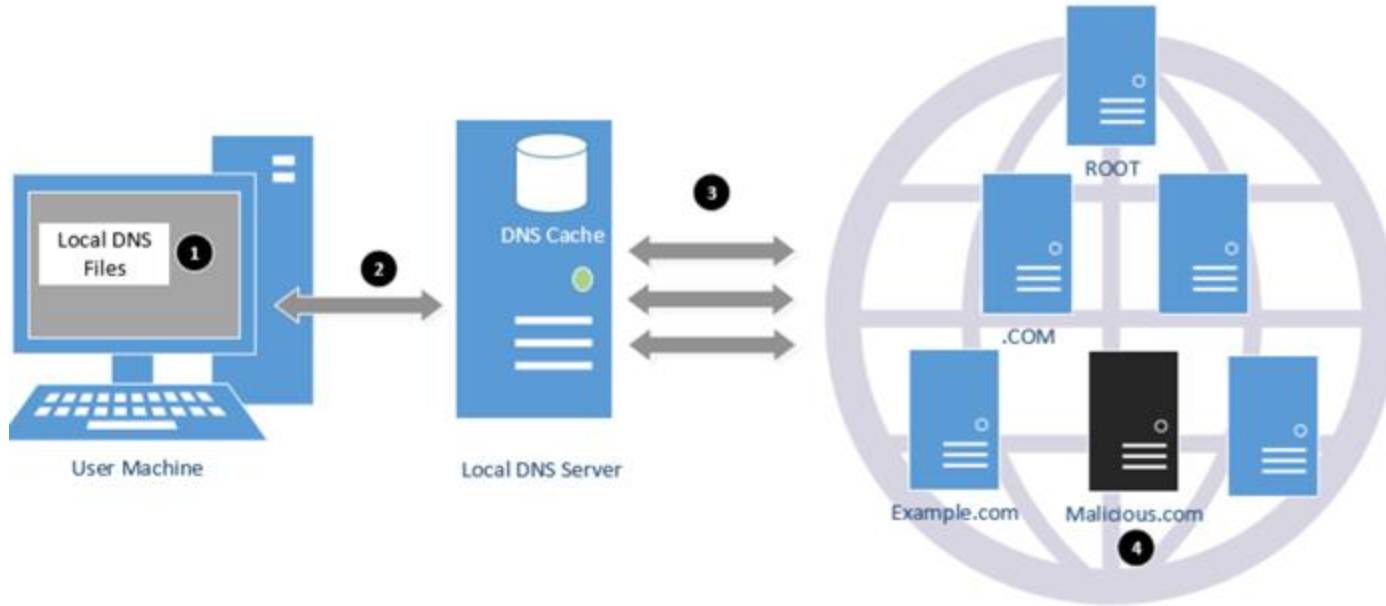 ROOT
3
Local DNS
Files
1
DNS Cache
2
.COM
User Machine
Local DNS Server
Example.com
Malicious.com
4